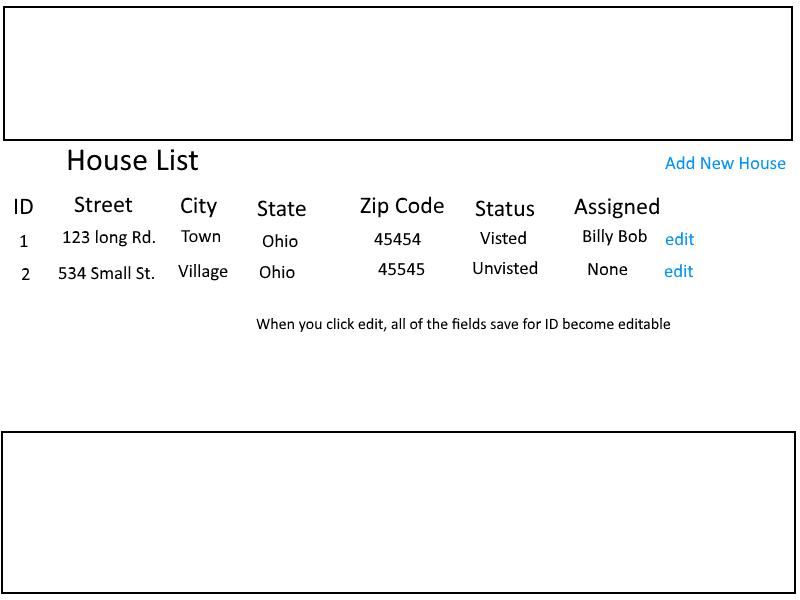 House List
Add New House
ID Street City State Zip Code Status Assigned
1 123 long Rd. Town Ohio 45454 Visted Billy Bob edit
2 534 Small St. Village Ohio 45545 Unvisted None edit
When you click edit, all of the fields save for ID become editable